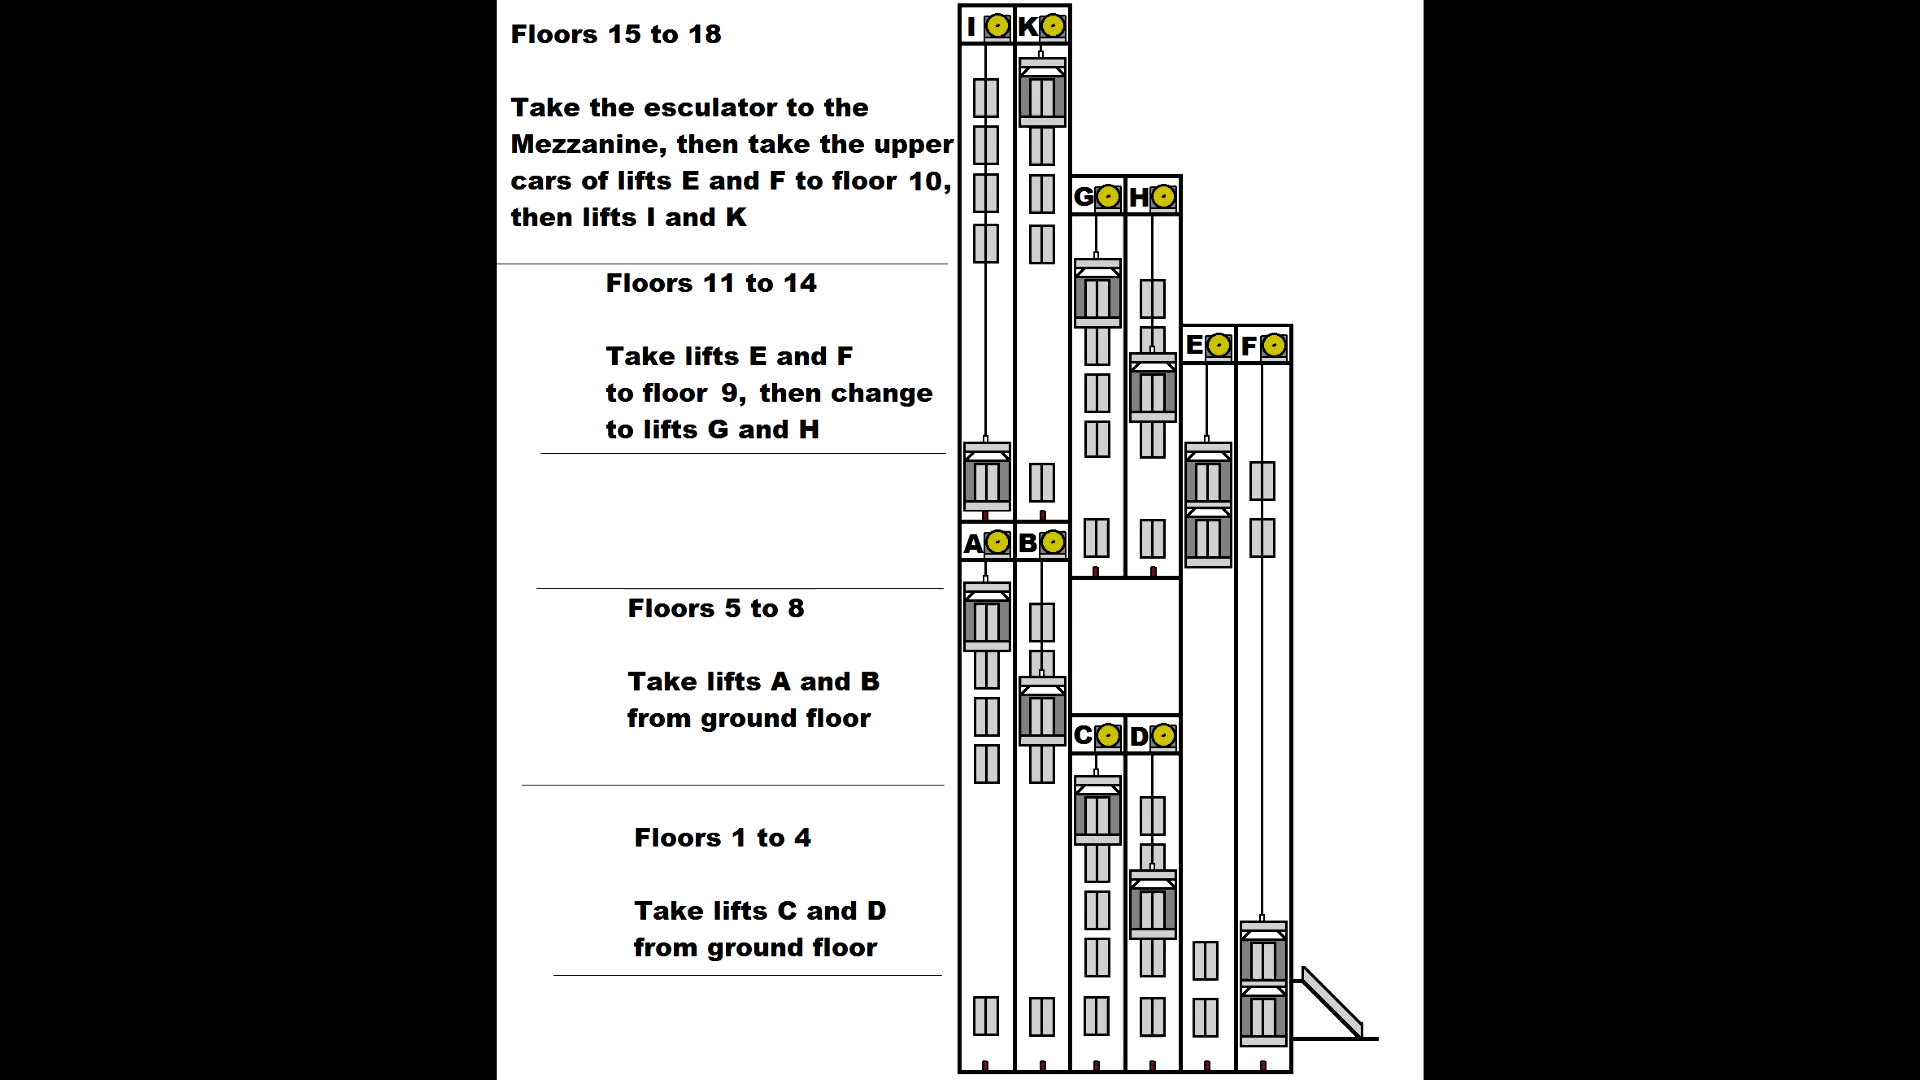 Floors 15 to 18
Take the esculator to the
Mezzanine, then take the upper
cars of lifts E and F to floor 10,
then lifts I and K
Floors 11 to 14
Take lifts E and F
to floor 9, then change
to lifts G and H
Floors 5 to 8
Take lifts A and B
from ground floor
Floors 1 to 4
Take lifts C and D
from ground floor
I K
G H
E F
A B
C D